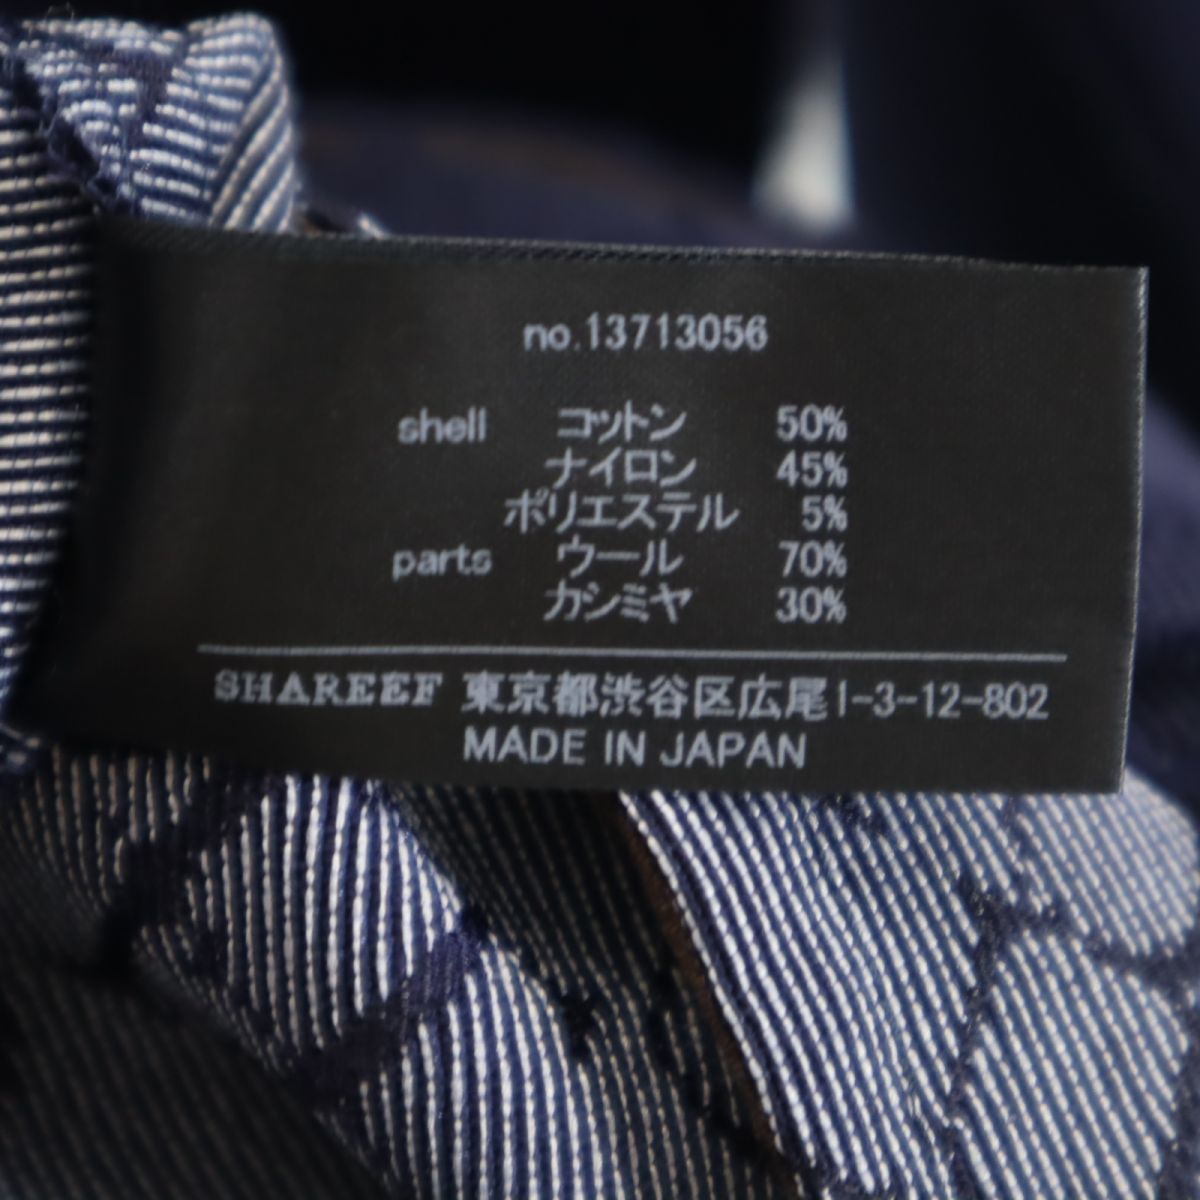 no.13713056
shell コットン 50%
ナイロン 45%
ポリエステル 5%
parts ウール 70%
カシミヤ 30%
SHAREEF 東京都渋谷区広尾1-3-12-802
MADE IN JAPAN